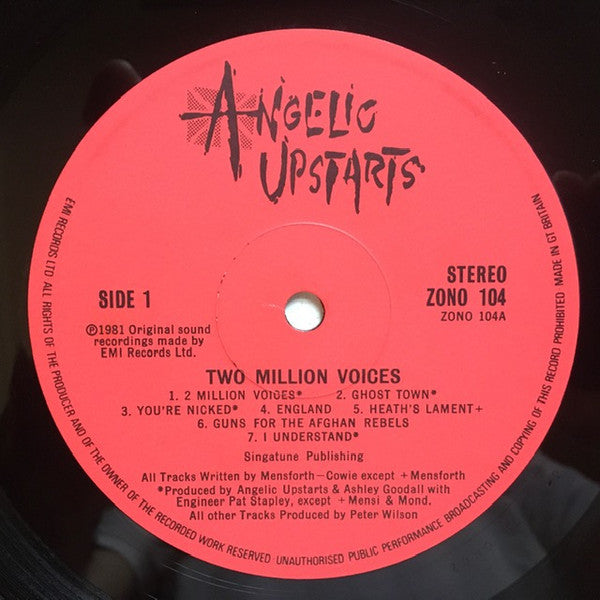 ANGELIC
UPSTARTS
SIDE 1
℗1981 Original sound
recordings made by
EMI Records Ltd.
STEREO
ZONO 104
ZONO 104A
TWO MILLION VOICES
1. 2 MILLION VOICES* 2. GHOST TOWN*
3. YOU'RE NICKED* 4. ENGLAND 5. HEATH'S LAMENT+
6. GUNS FOR THE AFGHAN REBELS
7. I UNDERSTAND*
Singatune Publishing
All Tracks Written by Mensforth-Cowie except +Mensforth
*Produced by Angelic Upstarts & Ashley Goodall with
Engineer Pat Stapley, except +Mensi & Mond.
All other Tracks Produced by Peter Wilson
EMI RECORDS LTD ALL RIGHTS OF THE PRODUCER AND OF THE OWNER OF THE RECORDED WORK RESERVED · UNAUTHORISED PUBLIC PERFORMANCE BROADCASTING AND COPYING OF THIS RECORD PROHIBITED MADE IN GT BRITAIN